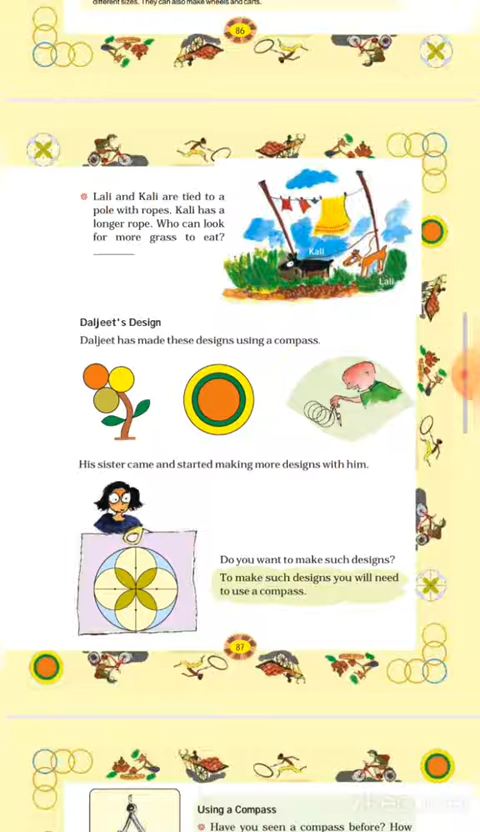 different sizes. They can also make wheels and carts.
86
Lali and Kali are tied to a
pole with ropes. Kali has a
longer rope. Who can look
for more grass to eat?
Kali
Lali
Daljeet's Design
Daljeet has made these designs using a compass.
His sister came and started making more designs with him.
Do you want to make such designs?
To make such designs you will need
to use a compass.
87
Using a Compass
Have you seen a compass before? How